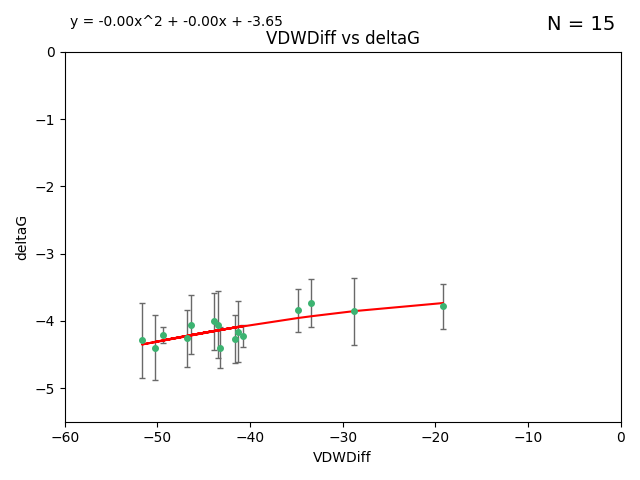 y = -0.00x^2 + -0.00x + -3.65
N = 15
VDWDiff vs deltaG
0
−1
−2
−3
−4
−5
deltaG
−60
−50
−40
−30
−20
−10
0
VDWDiff